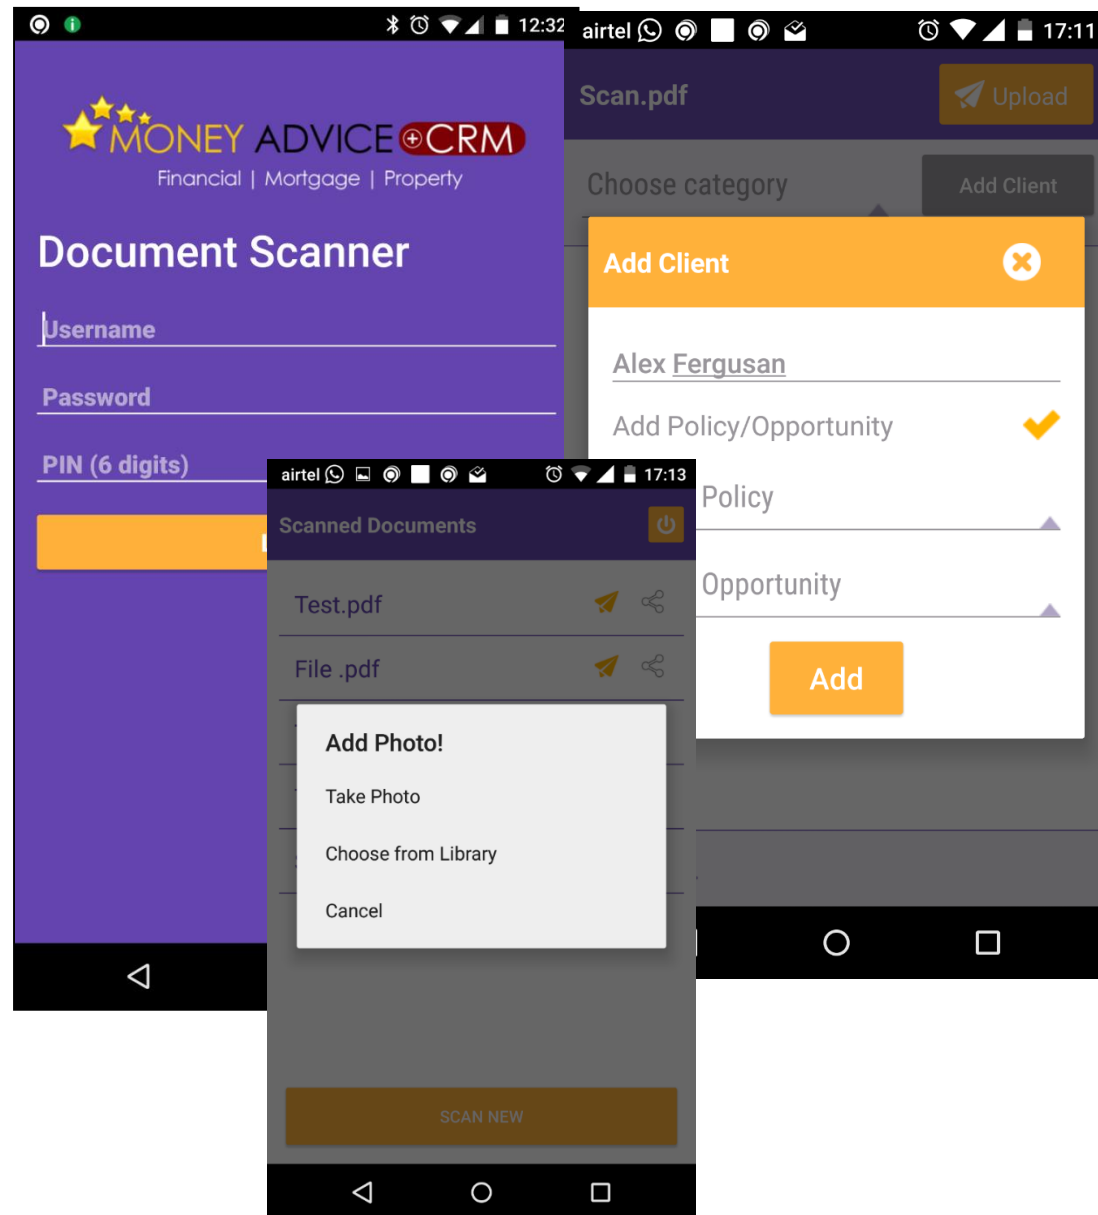 12:32
MONEY ADVICE CRM
Financial | Mortgage | Property
Document Scanner
Username
Password
PIN (6 digits)
airtel 17:11
Scan.pdf Upload
Choose category Add Client
Add Client
Alex Fergusan
Add Policy/Opportunity
Policy
Opportunity
Add
airtel 17:13
Scanned Documents
Test.pdf
File .pdf
Add Photo!
Take Photo
Choose from Library
Cancel
SCAN NEW